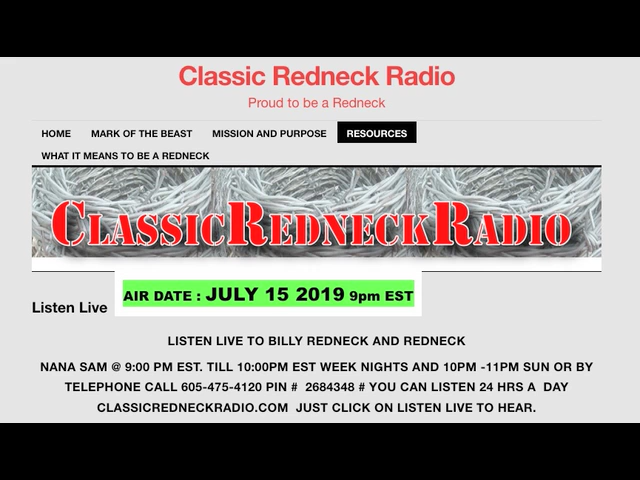 Classic Redneck Radio
Proud to be a Redneck
HOME MARK OF THE BEAST MISSION AND PURPOSE RESOURCES
WHAT IT MEANS TO BE A REDNECK
CLASSICREDNECKRADIO
AIR DATE : JULY 15 2019 9pm EST
Listen Live
LISTEN LIVE TO BILLY REDNECK AND REDNECK
NANA SAM @ 9:00 PM EST. TILL 10:00PM EST WEEK NIGHTS AND 10PM -11PM SUN OR BY
TELEPHONE CALL 605-475-4120 PIN # 2684348 # YOU CAN LISTEN 24 HRS A DAY
CLASSICREDNECKRADIO.COM JUST CLICK ON LISTEN LIVE TO HEAR.